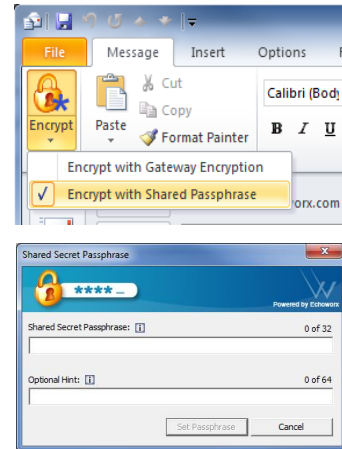 File Message Insert Options
Cut
Copy
Format Painter
Encrypt Paste
Calibri (Body
B I U
Encrypt with Gateway Encryption
Encrypt with Shared Passphrase
orx.com
Shared Secret Passphrase
****_
Powered by Echoworx
Shared Secret Passphrase: [i] 0 of 32
Optional Hint: [i] 0 of 64
Set Passphrase Cancel